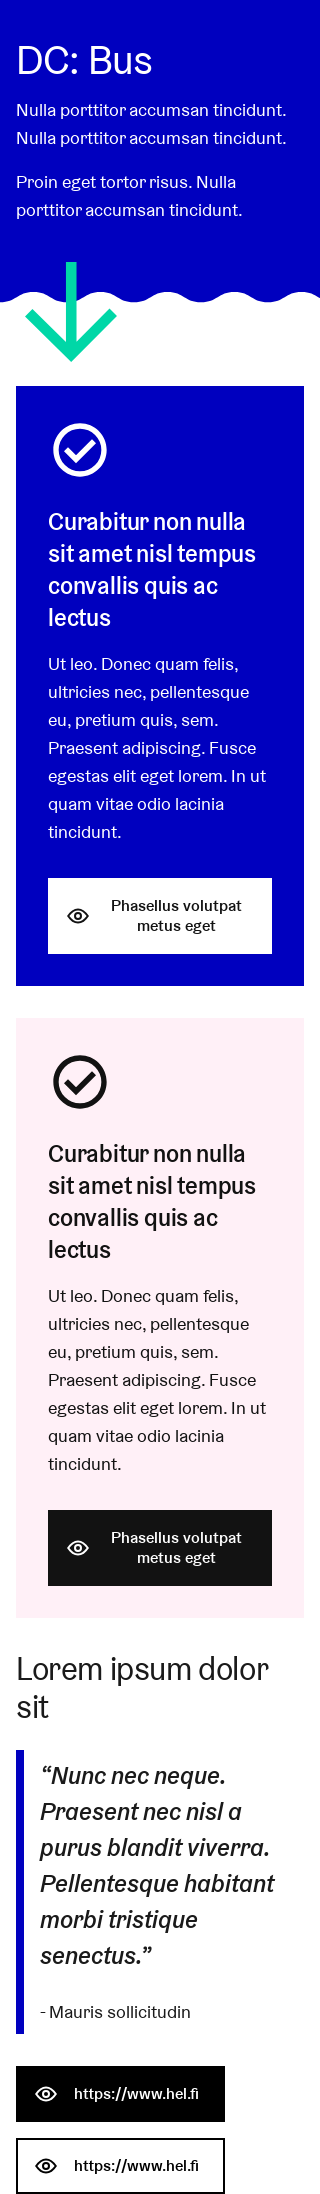 DC: Bus
Nulla porttitor accumsan tincidunt.
Nulla porttitor accumsan tincidunt.
Proin eget tortor risus. Nulla
porttitor accumsan tincidunt.
Curabitur non nulla
sit amet nisl tempus
convallis quis ac
lectus
Ut leo. Donec quam felis,
ultricies nec, pellentesque
eu, pretium quis, sem.
Praesent adipiscing. Fusce
egestas elit eget lorem. In ut
quam vitae odio lacinia
tincidunt.
Phasellus volutpat
metus eget
Curabitur non nulla
sit amet nisl tempus
convallis quis ac
lectus
Ut leo. Donec quam felis,
ultricies nec, pellentesque
eu, pretium quis, sem.
Praesent adipiscing. Fusce
egestas elit eget lorem. In ut
quam vitae odio lacinia
tincidunt.
Phasellus volutpat
metus eget
Lorem ipsum dolor
sit
“Nunc nec neque.
Praesent nec nisl a
purus blandit viverra.
Pellentesque habitant
morbi tristique
senectus.”
- Mauris sollicitudin
https://www.hel.fi
https://www.hel.fi